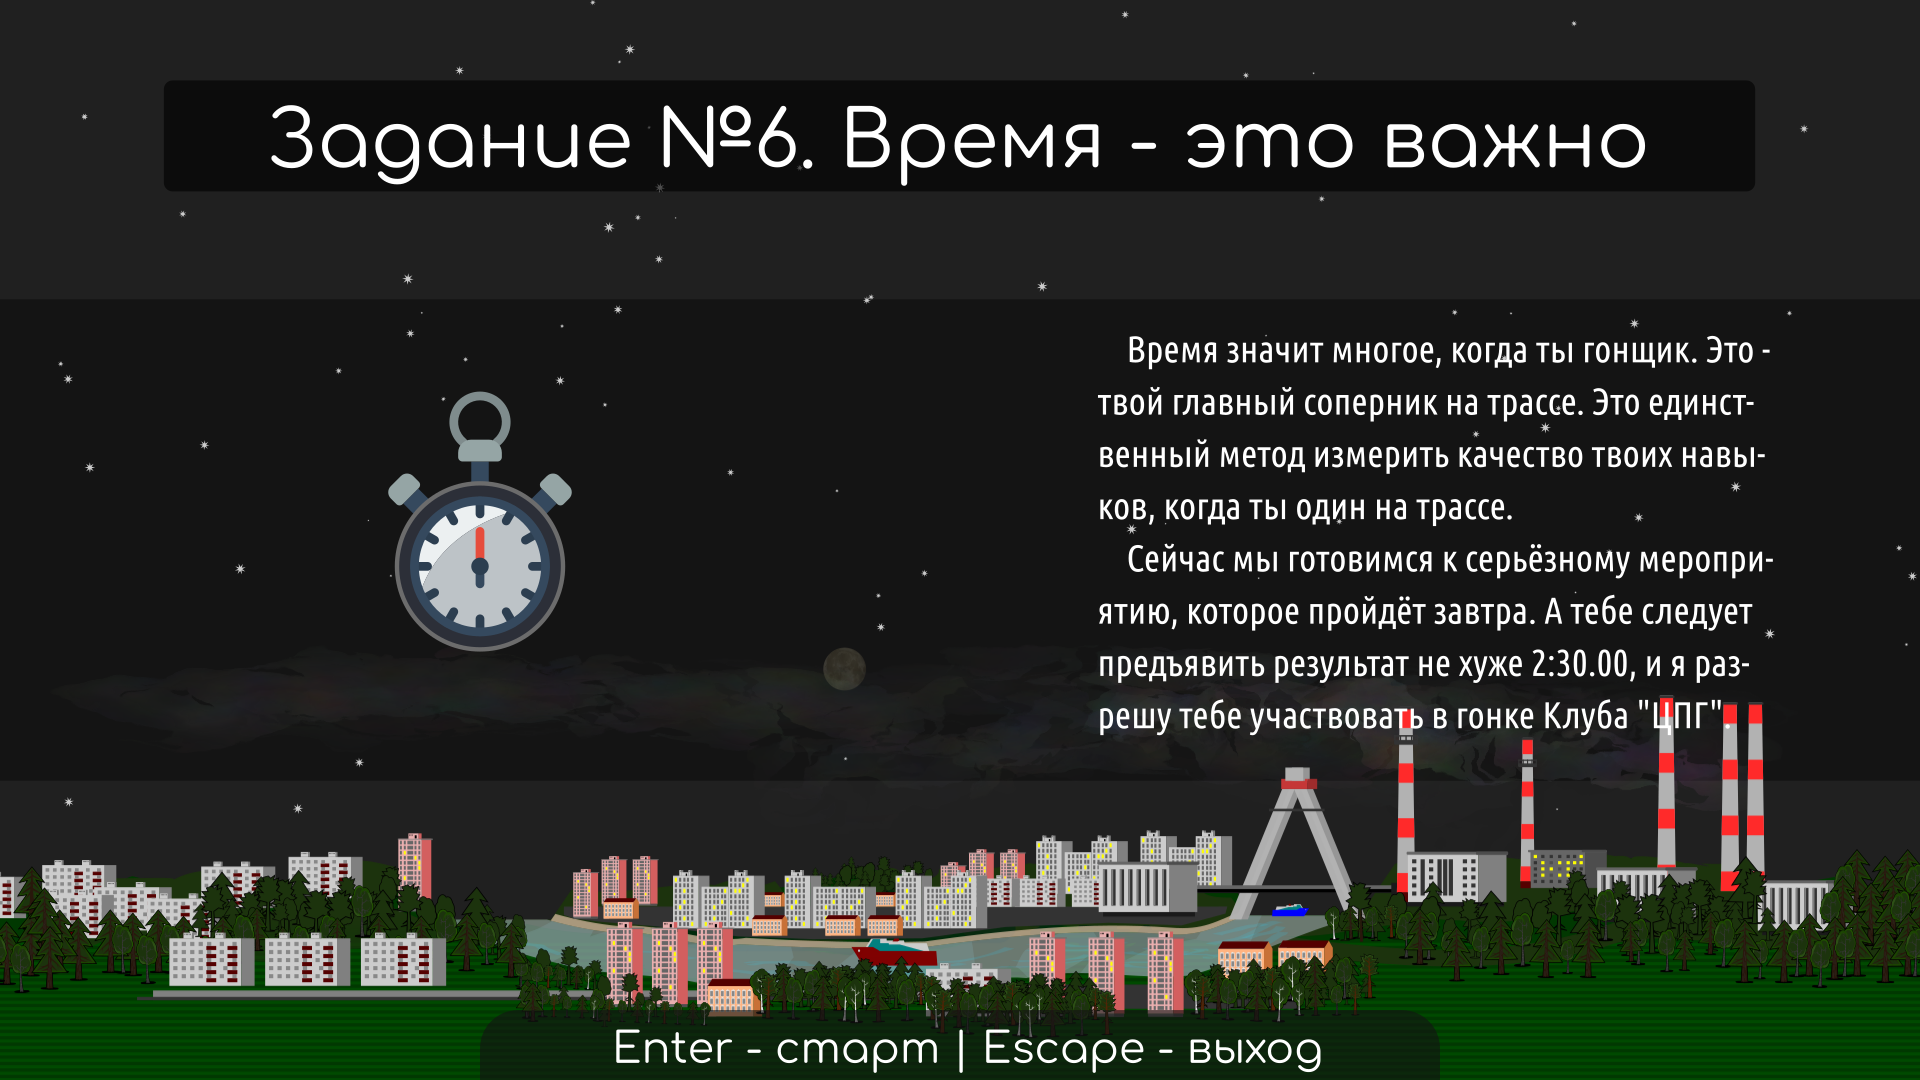 Задание №6. Время - это важно
Время значит многое, когда ты гонщик. Это -
твой главный соперник на трассе. Это единст-
венный метод измерить качество твоих навы-
ков, когда ты один на трассе.
Сейчас мы готовимся к серьёзному меропри-
ятию, которое пройдёт завтра. А тебе следует
предъявить результат не хуже 2:30.00, и я раз-
решу тебе участвовать в гонке Клуба "ЦПГ".
Enter - старт | Escape - выход